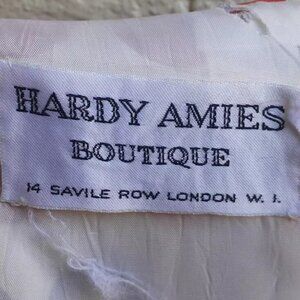 HARDY AMIES
BOUTIQUE
14 SAVILE ROW LONDON W. 1.